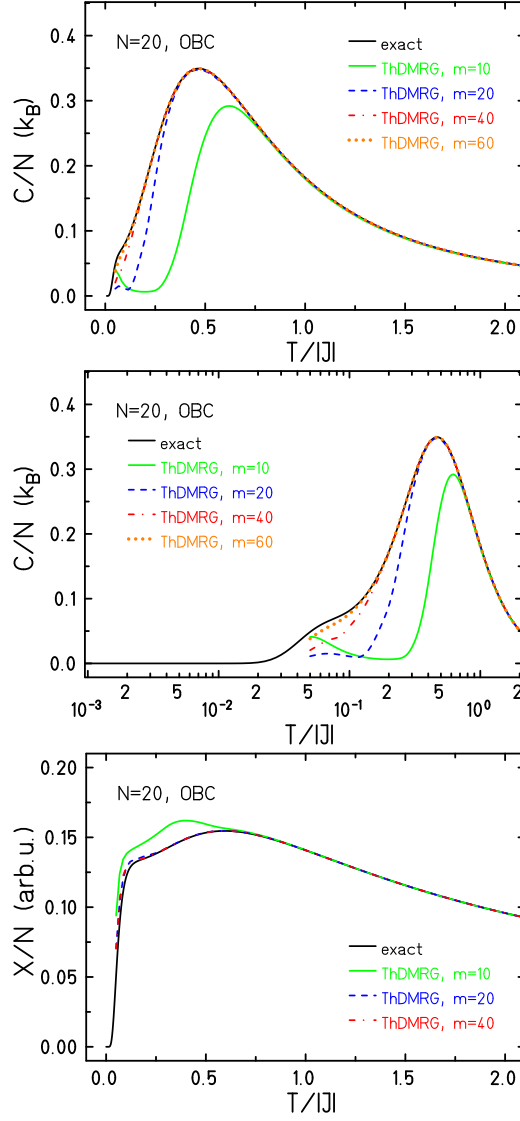 0.4
N=20, OBC
exact
ThDMRG, m=10
0.3
ThDMRG, m=20
ThDMRG, m=40
ThDMRG, m=60
C/N (k_B)
0.2
0.1
0.0
0.0 0.5 1.0 1.5 2.0
T/|J|
0.4
N=20, OBC
exact
ThDMRG, m=10
0.3
ThDMRG, m=20
ThDMRG, m=40
ThDMRG, m=60
C/N (k_B)
0.2
0.1
0.0
2 5 2 5 2 5 2
10⁻³ 10⁻² 10⁻¹ 10⁰
T/|J|
0.20
N=20, OBC
0.15
X/N (arb.u.)
0.10
exact
ThDMRG, m=10
0.05
ThDMRG, m=20
ThDMRG, m=40
0.00
0.0 0.5 1.0 1.5 2.0
T/|J|